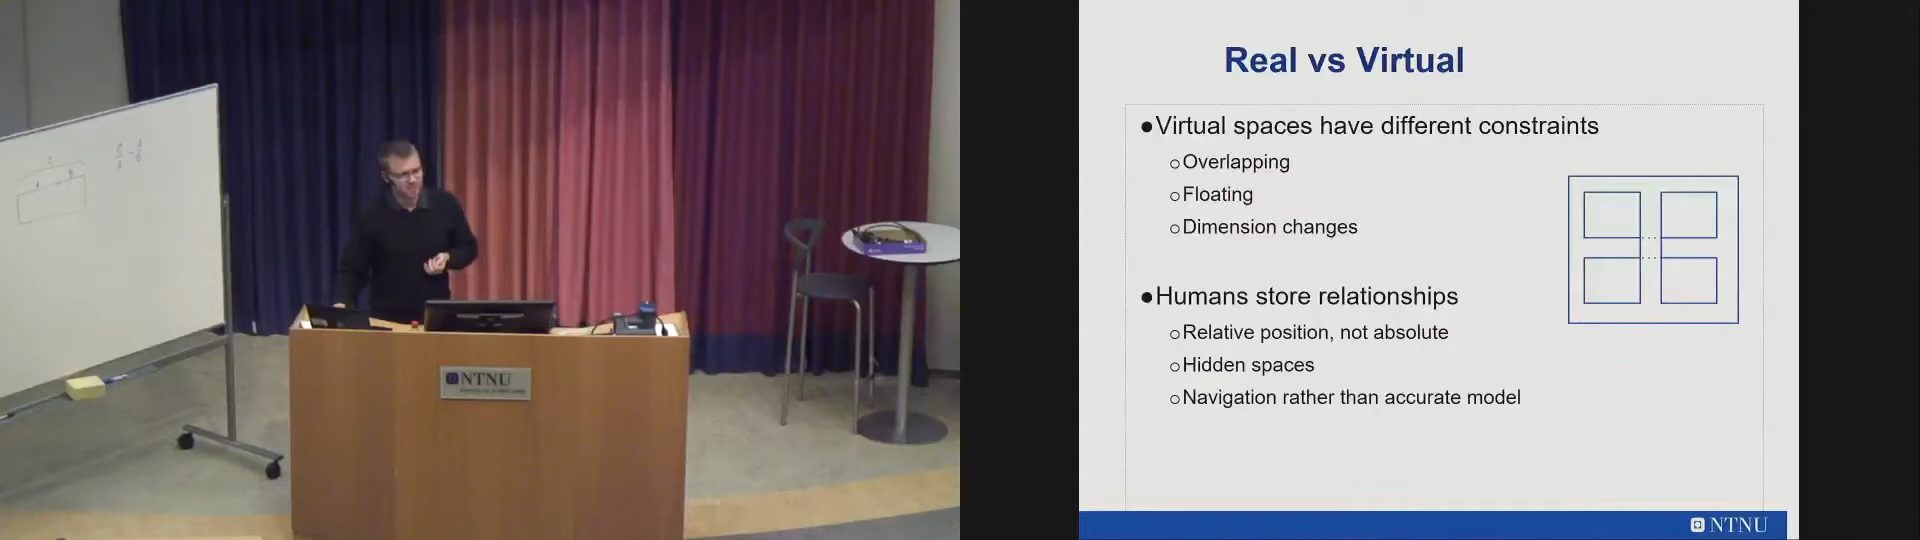 NTNU
Real vs Virtual
●Virtual spaces have different constraints
○Overlapping
○Floating
○Dimension changes
●Humans store relationships
○Relative position, not absolute
○Hidden spaces
○Navigation rather than accurate model
NTNU